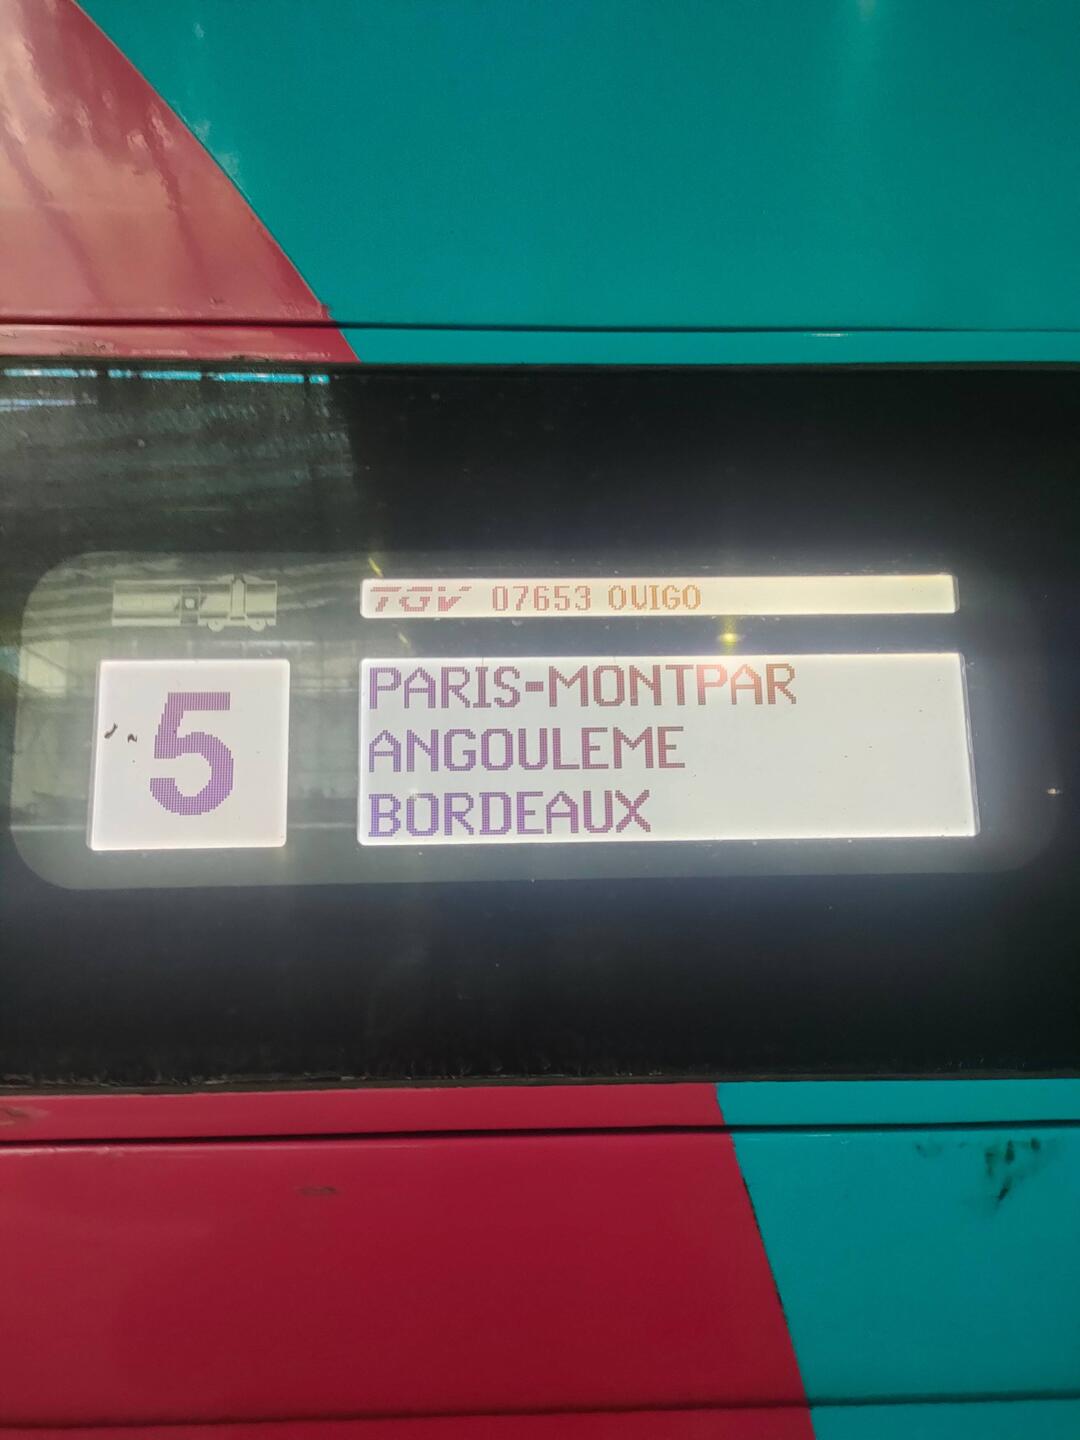 TGV 07653 OUIGO
5
PARIS-MONTPAR
ANGOULEME
BORDEAUX